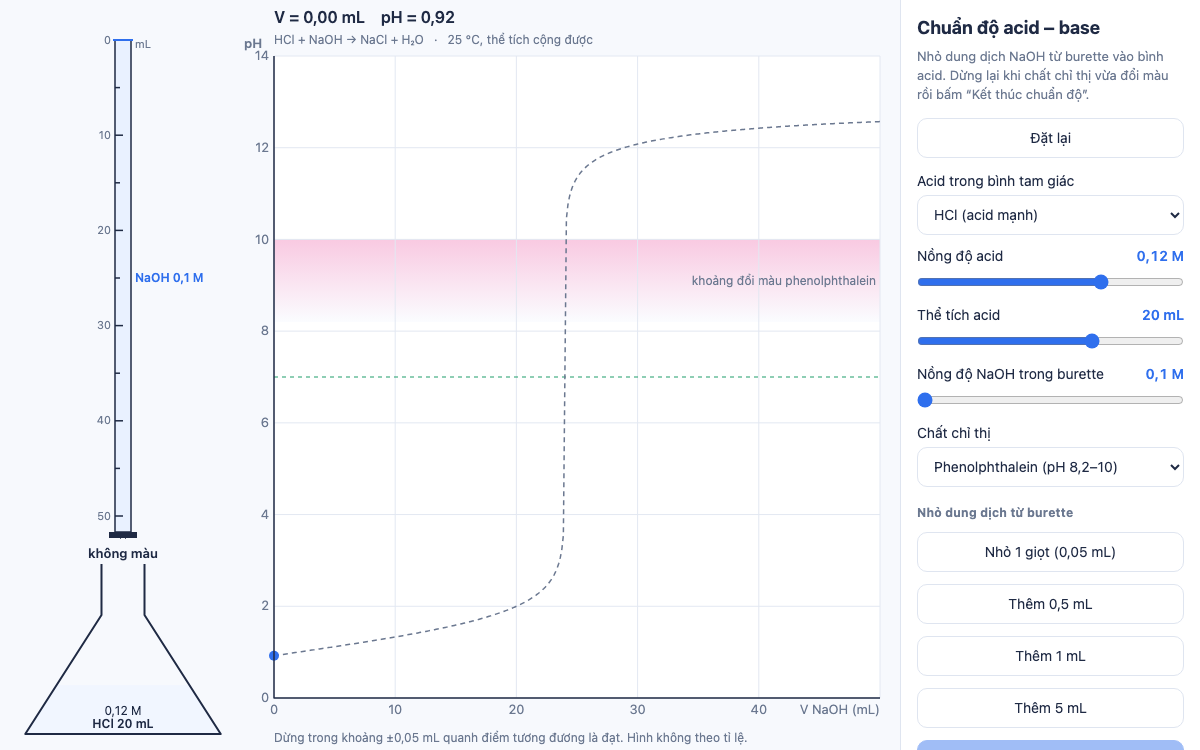 V = 0,00 mL pH = 0,92
HCl + NaOH → NaCl + H₂O · 25 °C, thể tích cộng được
0
mL
10
20
30
40
50
NaOH 0,1 M
không màu
0,12 M
HCl 20 mL
pH
14
12
10
8
6
4
2
0
khoảng đổi màu phenolphthalein
0
10
20
30
40
V NaOH (mL)
Dừng trong khoảng ±0,05 mL quanh điểm tương đương là đạt. Hình không theo tỉ lệ.
Chuẩn độ acid – base
Nhỏ dung dịch NaOH từ burette vào bình
acid. Dừng lại khi chất chỉ thị vừa đổi màu
rồi bấm “Kết thúc chuẩn độ”.
Đặt lại
Acid trong bình tam giác
HCl (acid mạnh)
Nồng độ acid 0,12 M
Thể tích acid 20 mL
Nồng độ NaOH trong burette 0,1 M
Chất chỉ thị
Phenolphthalein (pH 8,2–10)
Nhỏ dung dịch từ burette
Nhỏ 1 giọt (0,05 mL)
Thêm 0,5 mL
Thêm 1 mL
Thêm 5 mL